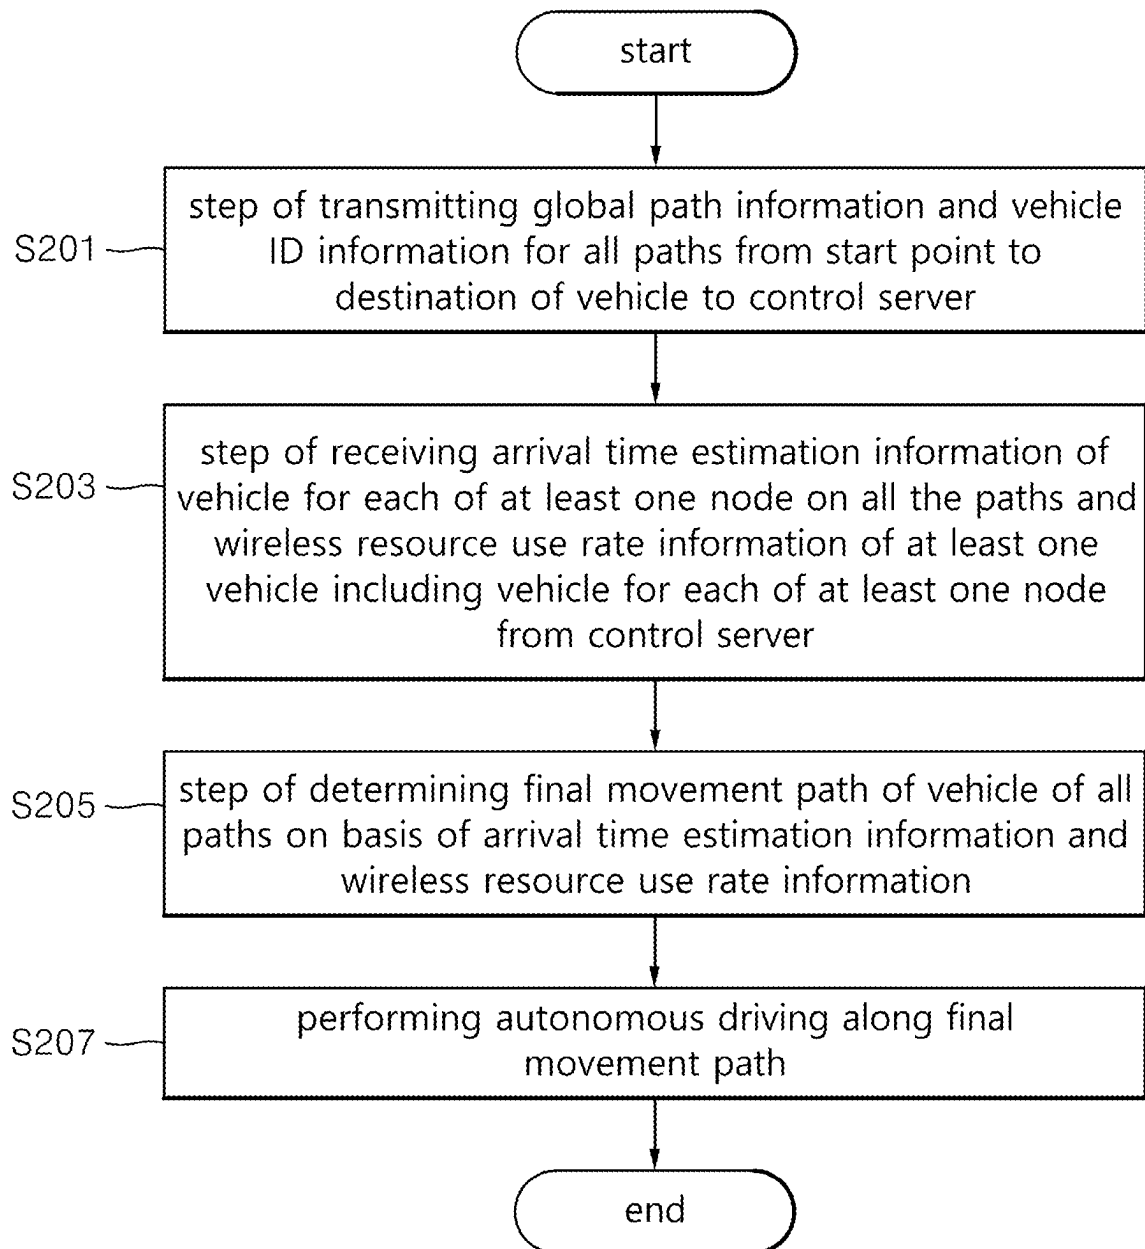 start
S201
step of transmitting global path information and vehicle
ID information for all paths from start point to
destination of vehicle to control server
S203
step of receiving arrival time estimation information of
vehicle for each of at least one node on all the paths and
wireless resource use rate information of at least one
vehicle including vehicle for each of at least one node
from control server
S205
step of determining final movement path of vehicle of all
paths on basis of arrival time estimation information and
wireless resource use rate information
S207
performing autonomous driving along final
movement path
end